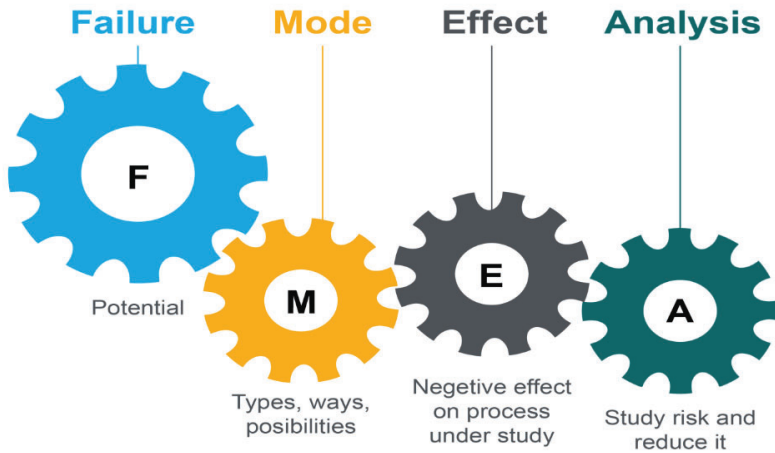 Failure
Mode
Effect
Analysis
F
M
E
A
Potential
Types, ways,
posibilities
Negetive effect
on process
under study
Study risk and
reduce it